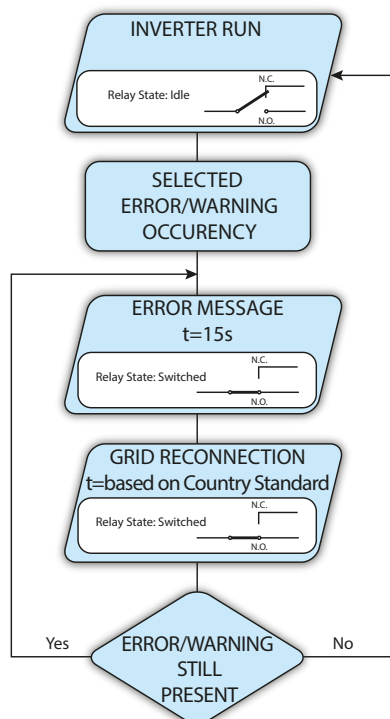 INVERTER RUN
N.C.
Relay State: Idle
N.O.
SELECTED
ERROR/WARNING
OCCURENCY
ERROR MESSAGE
t=15s
N.C.
Relay State: Switched
N.O.
GRID RECONNECTION
t=based on Country Standard
N.C.
Relay State: Switched
N.O.
Yes
ERROR/WARNING
No
STILL
PRESENT